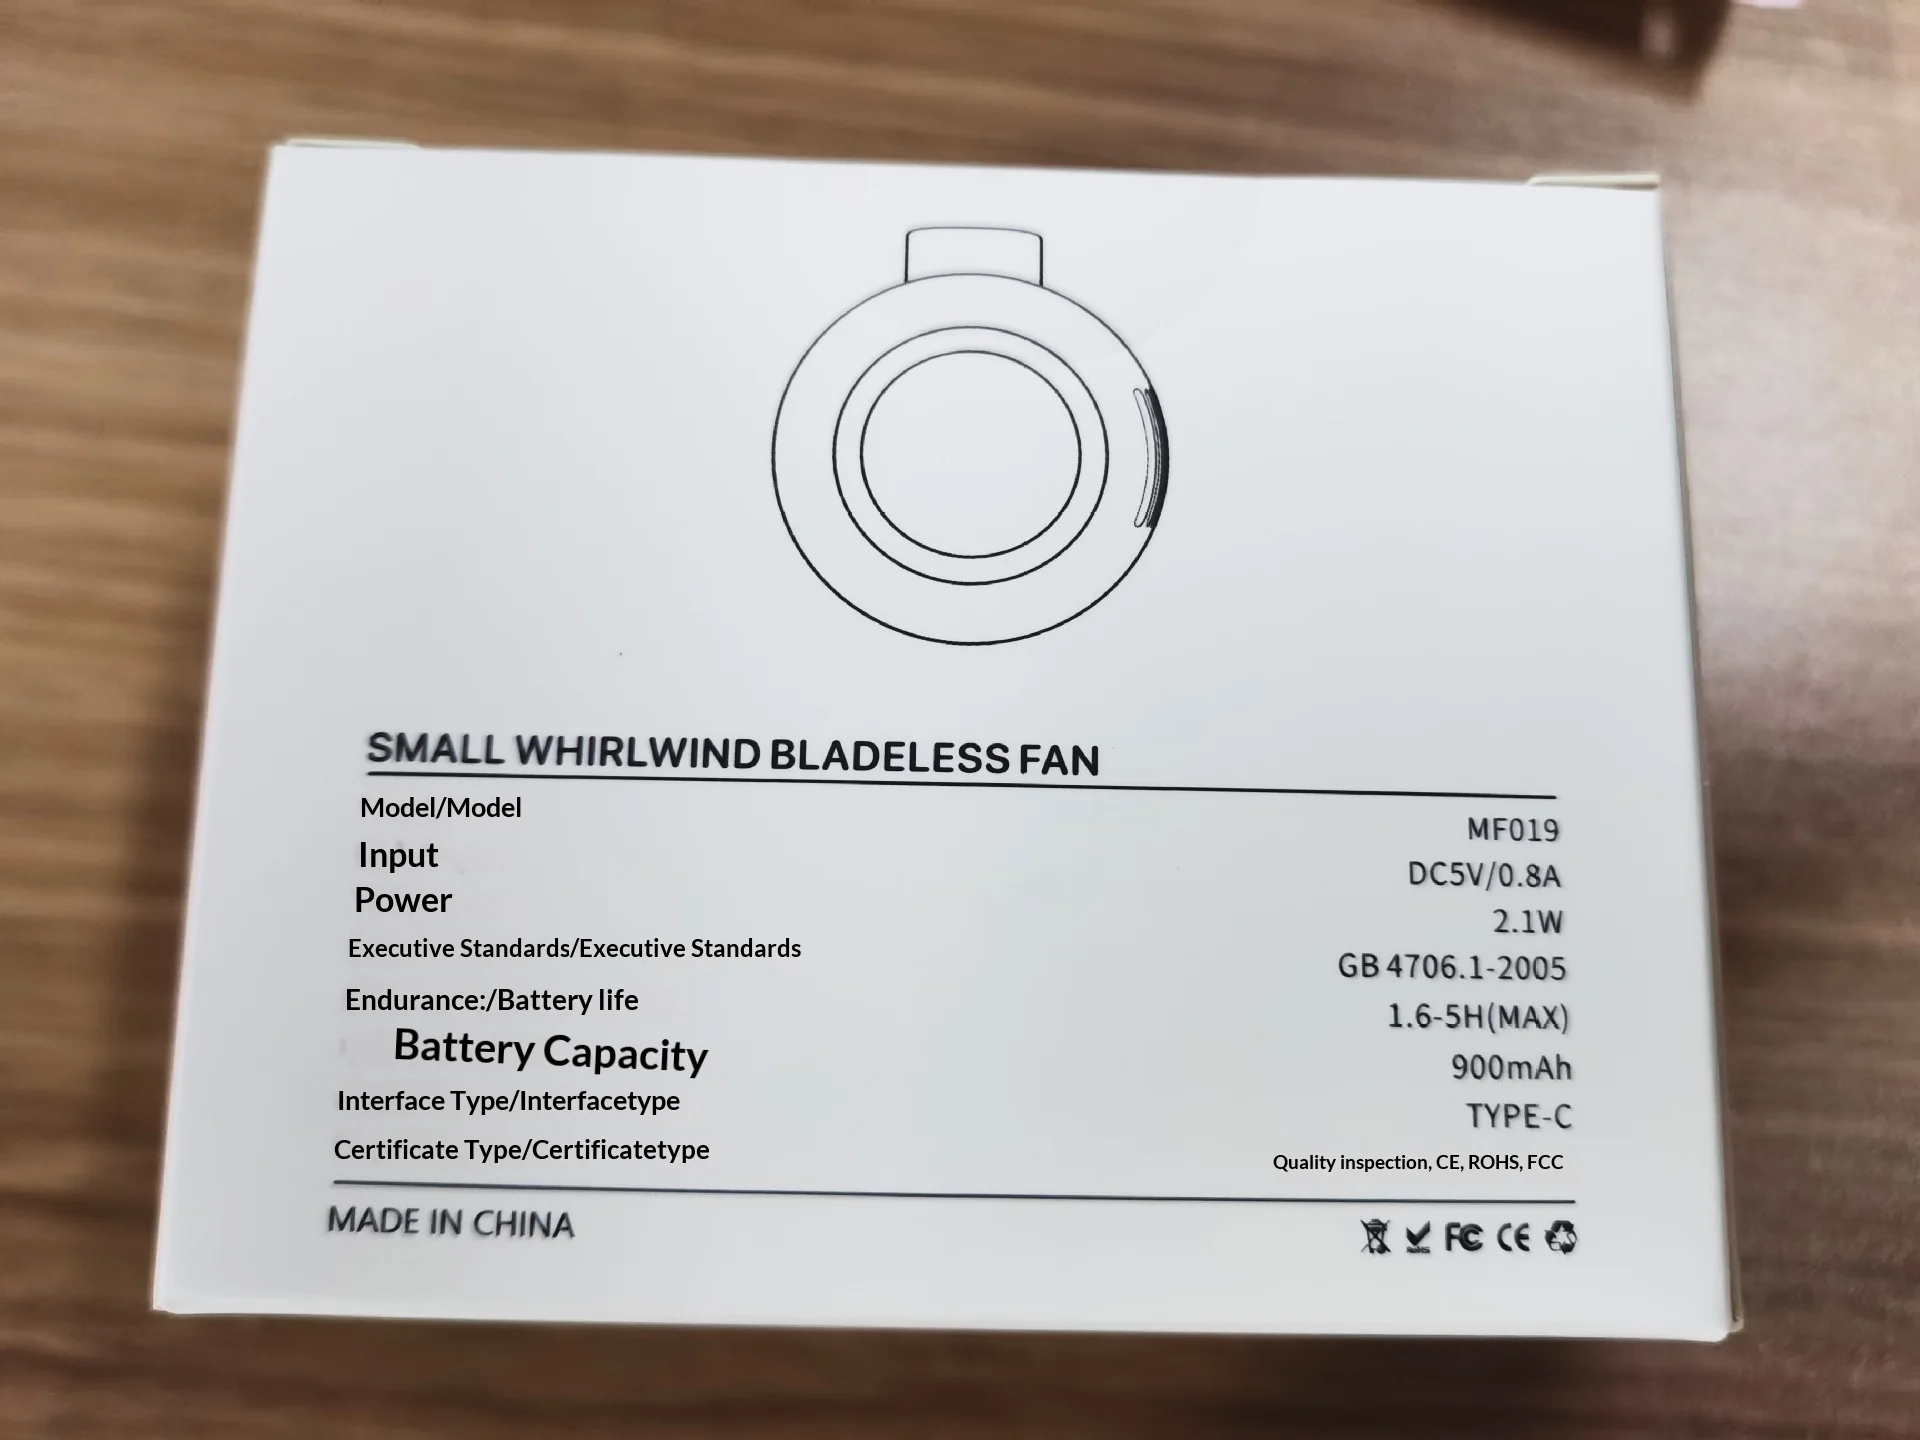 SMALL WHIRLWIND BLADELESS FAN
Model/Model MF019
Input DC5V/0.8A
Power 2.1W
Executive Standards/Executive Standards GB 4706.1-2005
Endurance:/Battery life 1.6-5H(MAX)
Battery Capacity 900mAh
Interface Type/Interfacetype TYPE-C
Certificate Type/Certificatetype Quality inspection, CE, ROHS, FCC
MADE IN CHINA FC CE